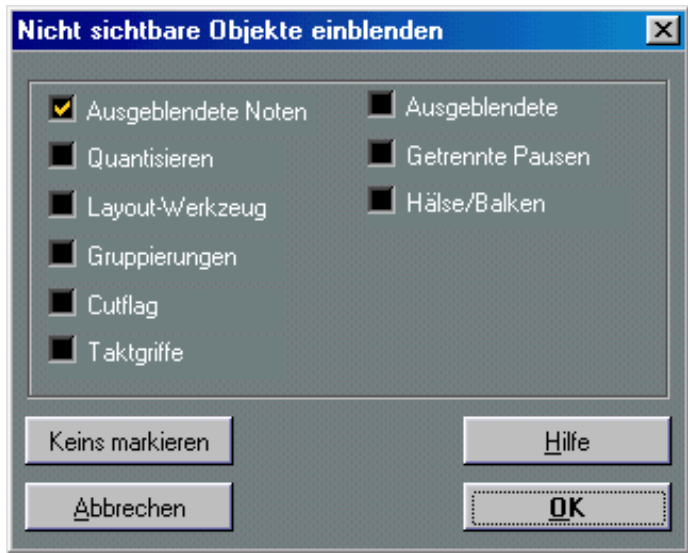 Nicht sichtbare Objekte einblenden
Ausgeblendete Noten
Quantisieren
Layout-Werkzeug
Gruppierungen
Cutflag
Taktgriffe
Ausgeblendete
Getrennte Pausen
Hälse/Balken
Keins markieren
Hilfe
Abbrechen
OK